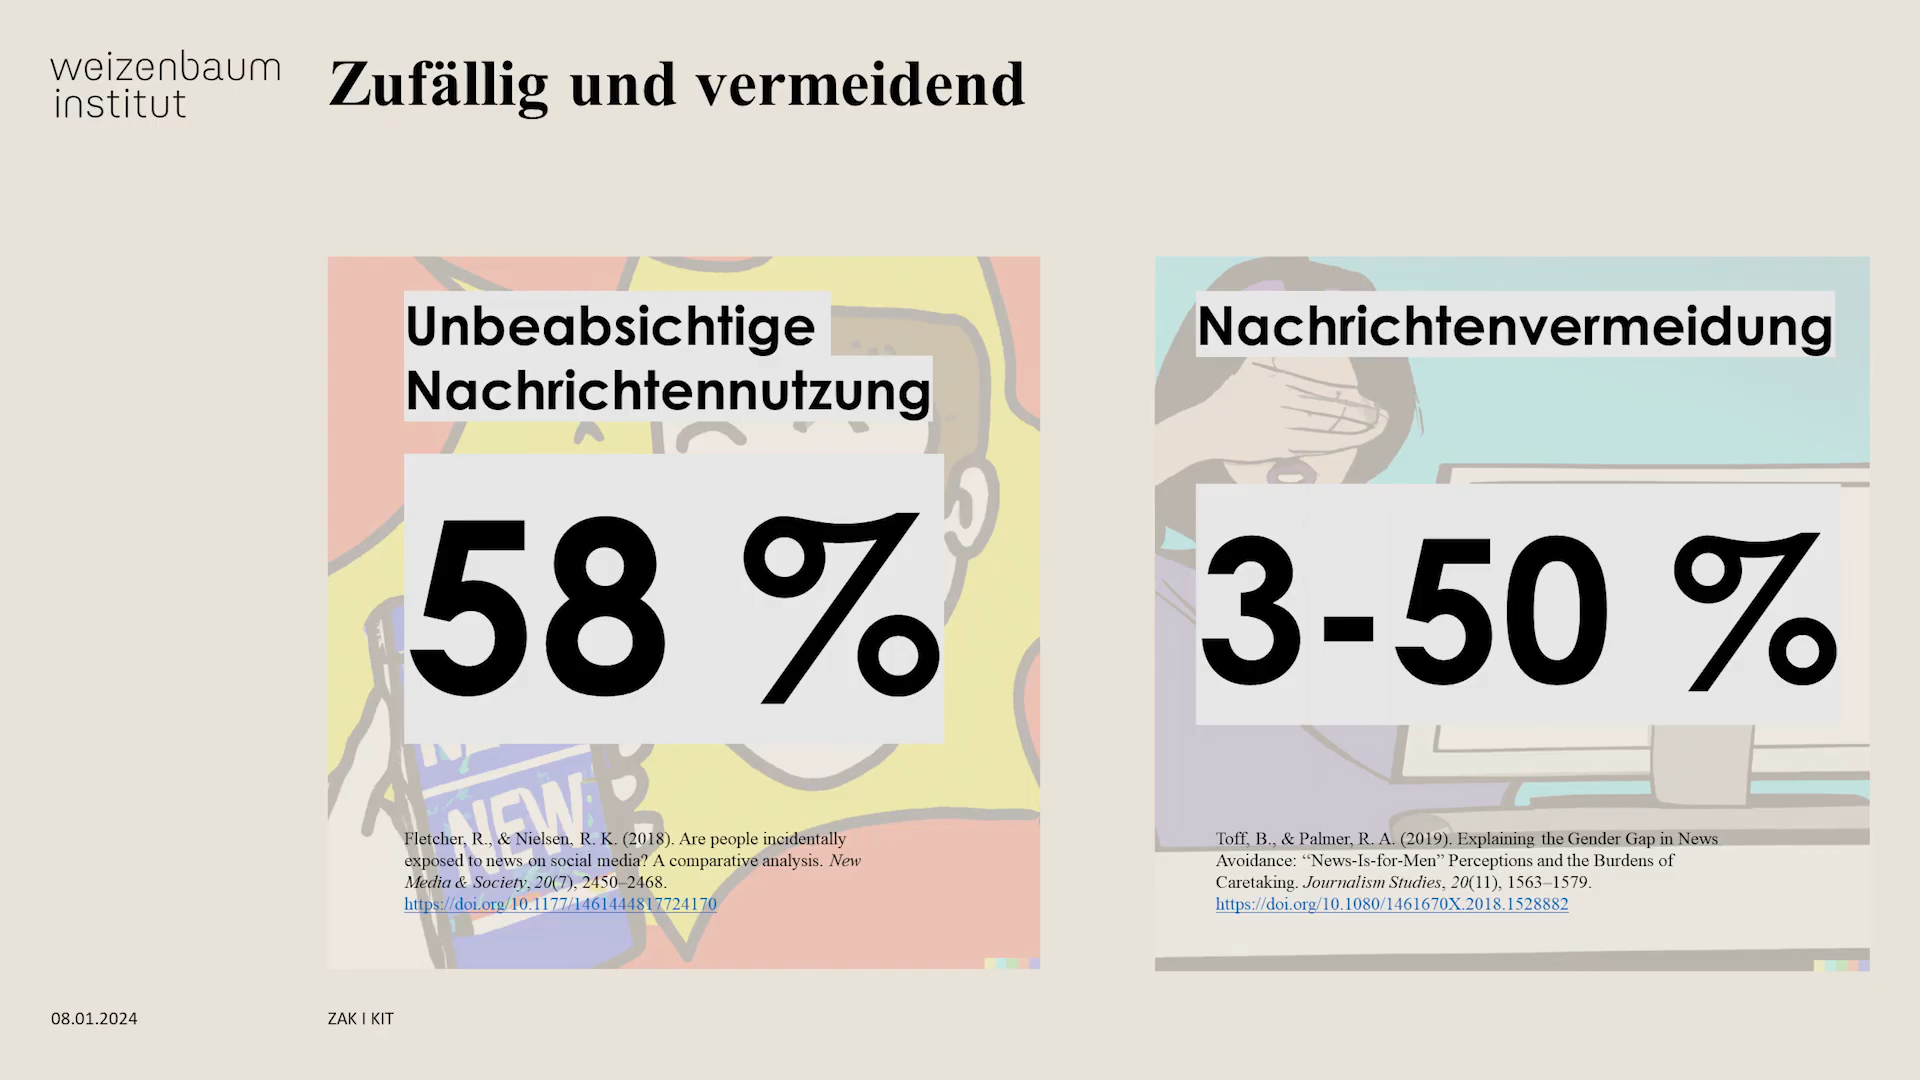 weizenbaum
institut
Zufällig und vermeidend
Unbeabsichtige
Nachrichtennutzung
58 %
NEW
Fletcher, R., & Nielsen, R. K. (2018). Are people incidentally
exposed to news on social media? A comparative analysis. New
Media & Society, 20(7), 2450–2468.
https://doi.org/10.1177/1461444817724170
Nachrichtenvermeidung
3-50 %
Toff, B., & Palmer, R. A. (2019). Explaining the Gender Gap in News
Avoidance: “News-Is-for-Men” Perceptions and the Burdens of
Caretaking. Journalism Studies, 20(11), 1563–1579.
https://doi.org/10.1080/1461670X.2018.1528882
08.01.2024
ZAK I KIT